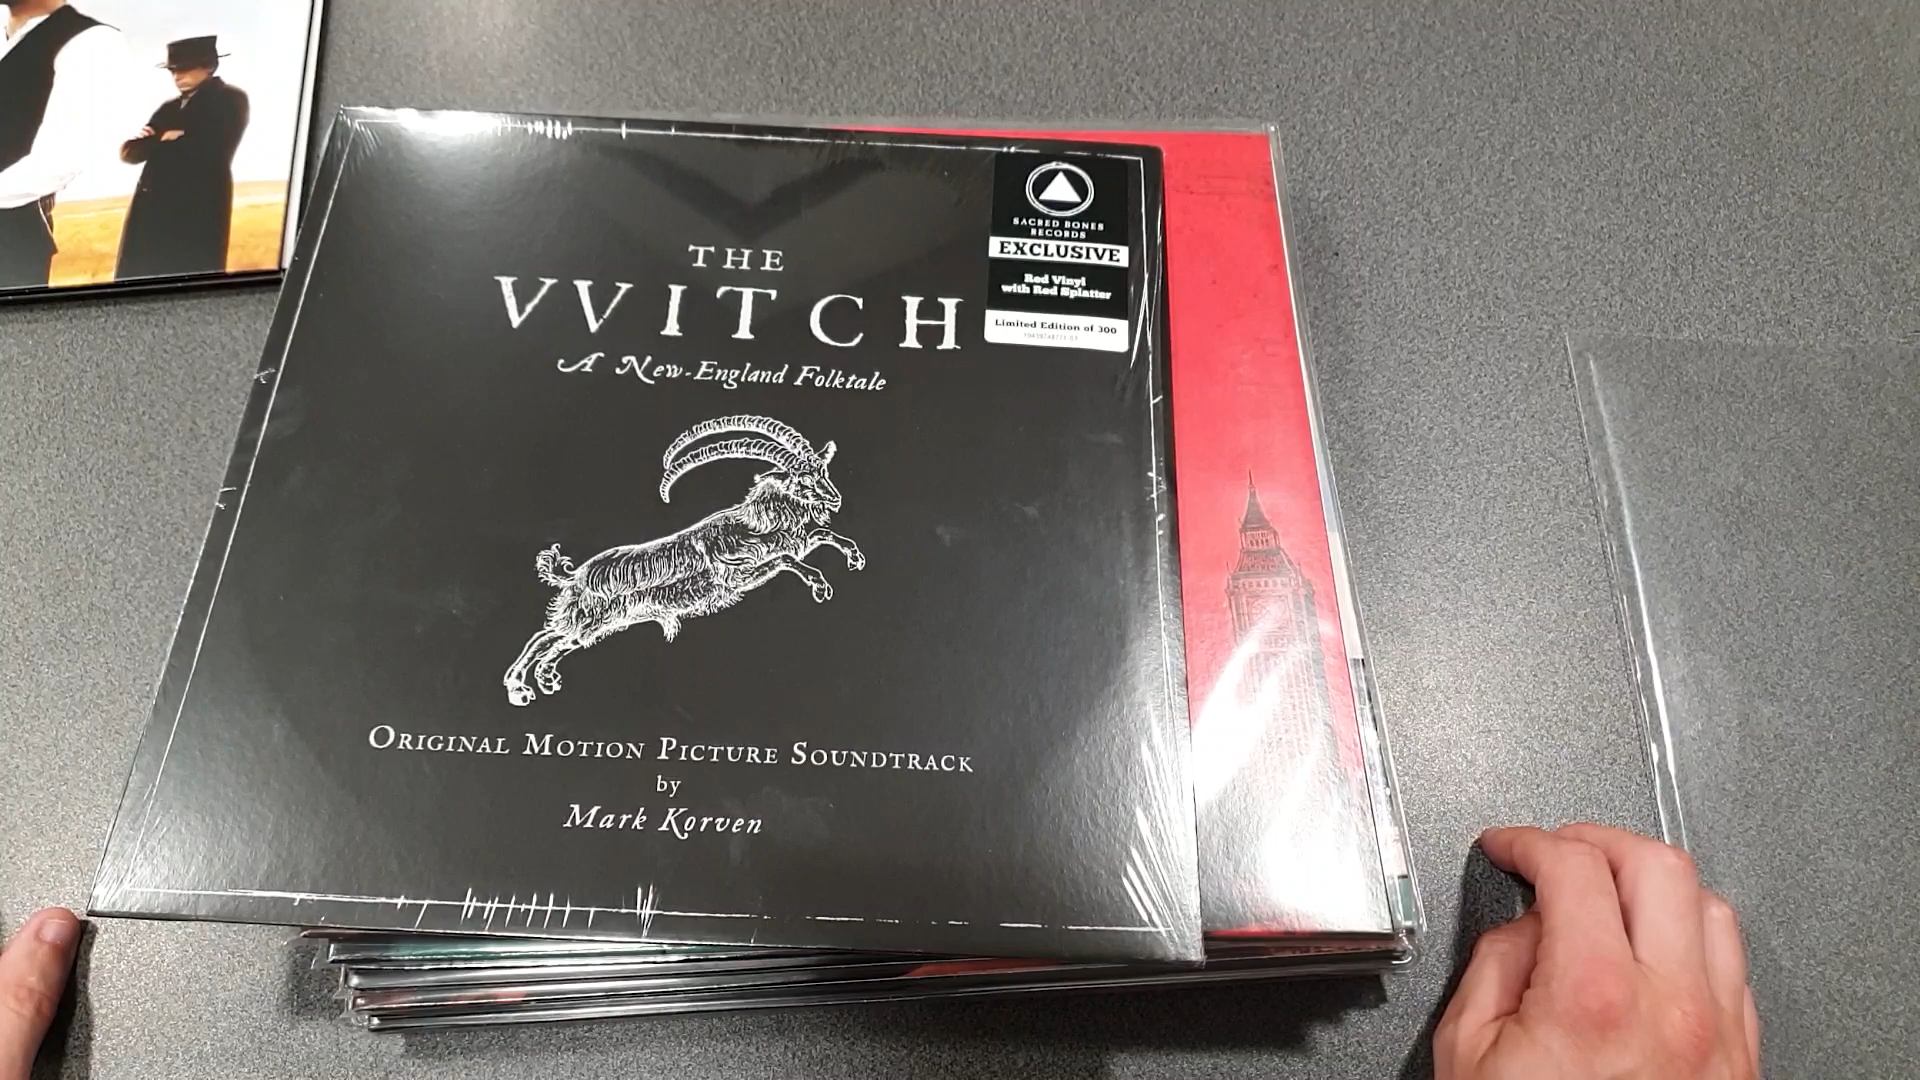 THE
VVITCH
A New-England Folktale
ORIGINAL MOTION PICTURE SOUNDTRACK
by
Mark Korven
SACRED BONES
RECORDS
EXCLUSIVE
Red Vinyl
with Red Splatter
Limited Edition of 300